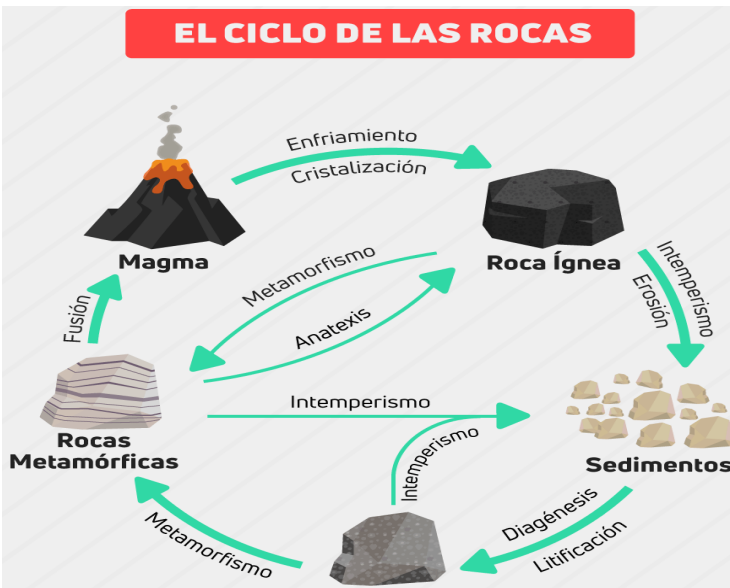 EL CICLO DE LAS ROCAS
Enfriamiento
Cristalización
Magma
Roca Ígnea
Metamorfismo
Anatexis
Intemperismo
Erosión
Fusión
Intemperismo
Rocas
Metamórficas
Intemperismo
Sedimentos
Metamorfismo
Diagénesis
Litificación